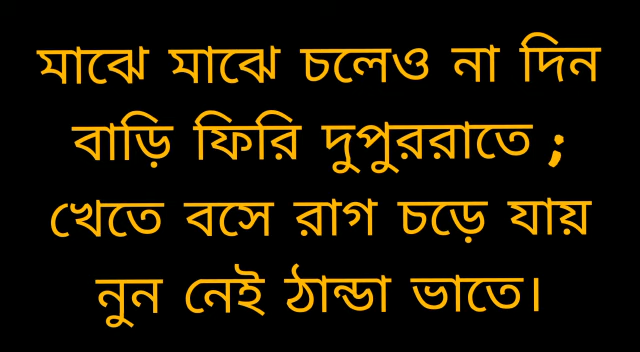 মাঝে মাঝে চলেও না দিন
বাড়ি ফিরি দুপুররাতে ;
খেতে বসে রাগ চড়ে যায়
নুন নেই ঠান্ডা ভাতে।